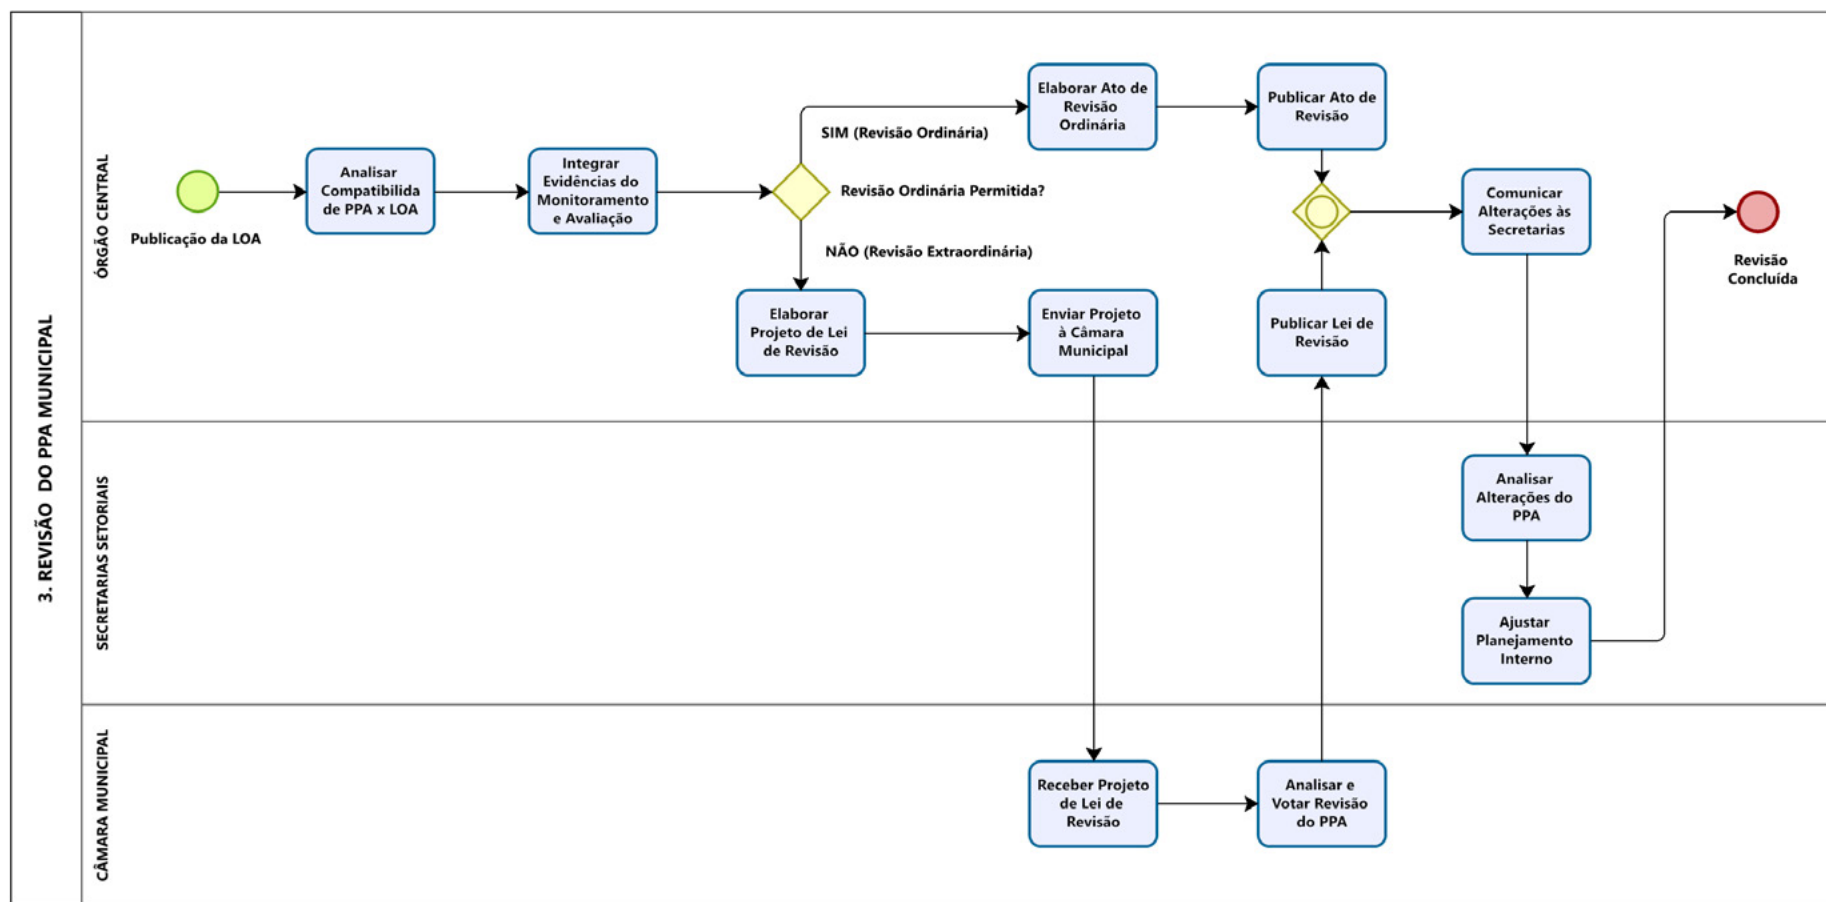 3. REVISÃO DO PPA MUNICIPAL
ÓRGÃO CENTRAL
Publicação da LOA
Analisar
Compatibilida
de PPA x LOA
Integrar
Evidências do
Monitoramento
e Avaliação
Revisão Ordinária Permitida?
SIM (Revisão Ordinária)
NÃO (Revisão Extraordinária)
Elaborar Ato de
Revisão
Ordinária
Publicar Ato de
Revisão
Elaborar
Projeto de Lei
de Revisão
Enviar Projeto
à Câmara
Municipal
Publicar Lei de
Revisão
Comunicar
Alterações às
Secretarias
Revisão
Concluída
SECRETARIAS SETORIAIS
Analisar
Alterações do
PPA
Ajustar
Planejamento
Interno
CÂMARA MUNICIPAL
Receber Projeto
de Lei de
Revisão
Analisar e
Votar Revisão
do PPA